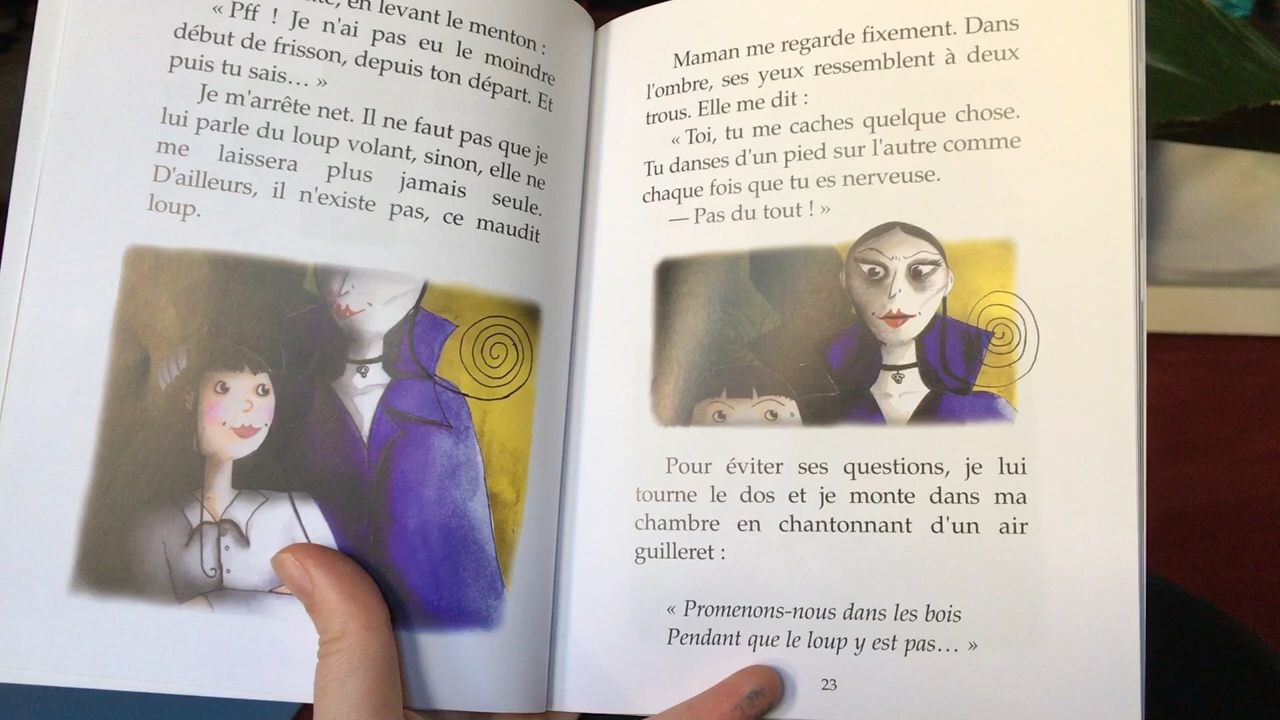 en levant le menton :
« Pff ! Je n'ai pas eu le moindre
début de frisson, depuis ton départ. Et
puis tu sais… »
Je m'arrête net. Il ne faut pas que je
lui parle du loup volant, sinon, elle ne
me laissera plus jamais seule.
D'ailleurs, il n'existe pas, ce maudit
loup.
Maman me regarde fixement. Dans
l'ombre, ses yeux ressemblent à deux
trous. Elle me dit :
« Toi, tu me caches quelque chose.
Tu danses d'un pied sur l'autre comme
chaque fois que tu es nerveuse.
— Pas du tout ! »
Pour éviter ses questions, je lui
tourne le dos et je monte dans ma
chambre en chantonnant d'un air
guilleret :
« Promenons-nous dans les bois
Pendant que le loup y est pas… »
23